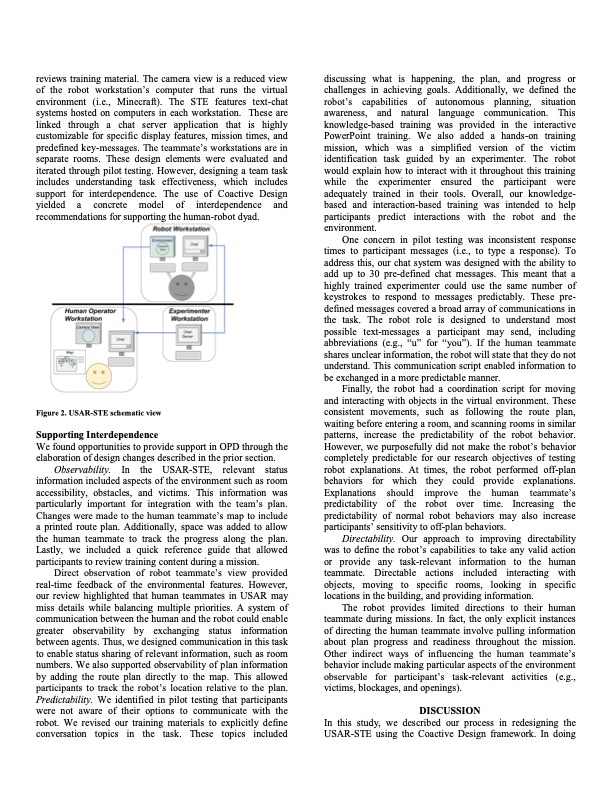 reviews training material. The camera view is a reduced view
of the robot workstation's computer that runs the virtual
environment (i.e., Minecraft). The STE features text-chat
systems hosted on computers in each workstation. These are
linked through a chat server application that is highly
customizable for specific display features, mission times, and
predefined key-messages. The teammate's workstations are in
separate rooms. These design elements were evaluated and
iterated through pilot testing. However, designing a team task
includes understanding task effectiveness, which includes
support for interdependence. The use of Coactive Design
yielded a concrete model of interdependence and
recommendations for supporting the human-robot dyad.
Robot Workstation
Environment
Chat
Human Operator
Workstation
Camera View
Chat
Map
Experimenter
Workstation
Chat
Server
Figure 2. USAR-STE schematic view
Supporting Interdependence
We found opportunities to provide support in OPD through the
elaboration of design changes described in the prior section.
Observability. In the USAR-STE, relevant status
information included aspects of the environment such as room
accessibility, obstacles, and victims. This information was
particularly important for integration with the team's plan.
Changes were made to the human teammate's map to include
a printed route plan. Additionally, space was added to allow
the human teammate to track the progress along the plan.
Lastly, we included a quick reference guide that allowed
participants to review training content during a mission.
Direct observation of robot teammate's view provided
real-time feedback of the environmental features. However,
our review highlighted that human teammates in USAR may
miss details while balancing multiple priorities. A system of
communication between the human and the robot could enable
greater observability by exchanging status information
between agents. Thus, we designed communication in this task
to enable status sharing of relevant information, such as room
numbers. We also supported observability of plan information
by adding the route plan directly to the map. This allowed
participants to track the robot's location relative to the plan.
Predictability. We identified in pilot testing that participants
were not aware of their options to communicate with the
robot. We revised our training materials to explicitly define
conversation topics in the task. These topics included
discussing what is happening, the plan, and progress or
challenges in achieving goals. Additionally, we defined the
robot's capabilities of autonomous planning, situation
awareness, and natural language communication. This
knowledge-based training was provided in the interactive
PowerPoint training. We also added a hands-on training
mission, which was a simplified version of the victim
identification task guided by an experimenter. The robot
would explain how to interact with it throughout this training
while the experimenter ensured the participant were
adequately trained in their tools. Overall, our knowledge-
based and interaction-based training was intended to help
participants predict interactions with the robot and the
environment.
One concern in pilot testing was inconsistent response
times to participant messages (i.e., to type a response). To
address this, our chat system was designed with the ability to
add up to 30 pre-defined chat messages. This meant that a
highly trained experimenter could use the same number of
keystrokes to respond to messages predictably. These pre-
defined messages covered a broad array of communications in
the task. The robot role is designed to understand most
possible text-messages a participant may send, including
abbreviations (e.g., “u” for “you”). If the human teammate
shares unclear information, the robot will state that they do not
understand. This communication script enabled information to
be exchanged in a more predictable manner.
Finally, the robot had a coordination script for moving
and interacting with objects in the virtual environment. These
consistent movements, such as following the route plan,
waiting before entering a room, and scanning rooms in similar
patterns, increase the predictability of the robot behavior.
However, we purposefully did not make the robot's behavior
completely predictable for our research objectives of testing
robot explanations. At times, the robot performed off-plan
behaviors for which they could provide explanations.
Explanations should improve the human teammate's
predictability of the robot over time. Increasing the
predictability of normal robot behaviors may also increase
participants' sensitivity to off-plan behaviors.
Directability. Our approach to improving directability
was to define the robot's capabilities to take any valid action
or provide any task-relevant information to the human
teammate. Directable actions included interacting with
objects, moving to specific rooms, looking in specific
locations in the building, and providing information.
The robot provides limited directions to their human
teammate during missions. In fact, the only explicit instances
of directing the human teammate involve pulling information
about plan progress and readiness throughout the mission.
Other indirect ways of influencing the human teammate's
behavior include making particular aspects of the environment
observable for participant's task-relevant activities (e.g.,
victims, blockages, and openings).
DISCUSSION
In this study, we described our process in redesigning the
USAR-STE using the Coactive Design framework. In doing